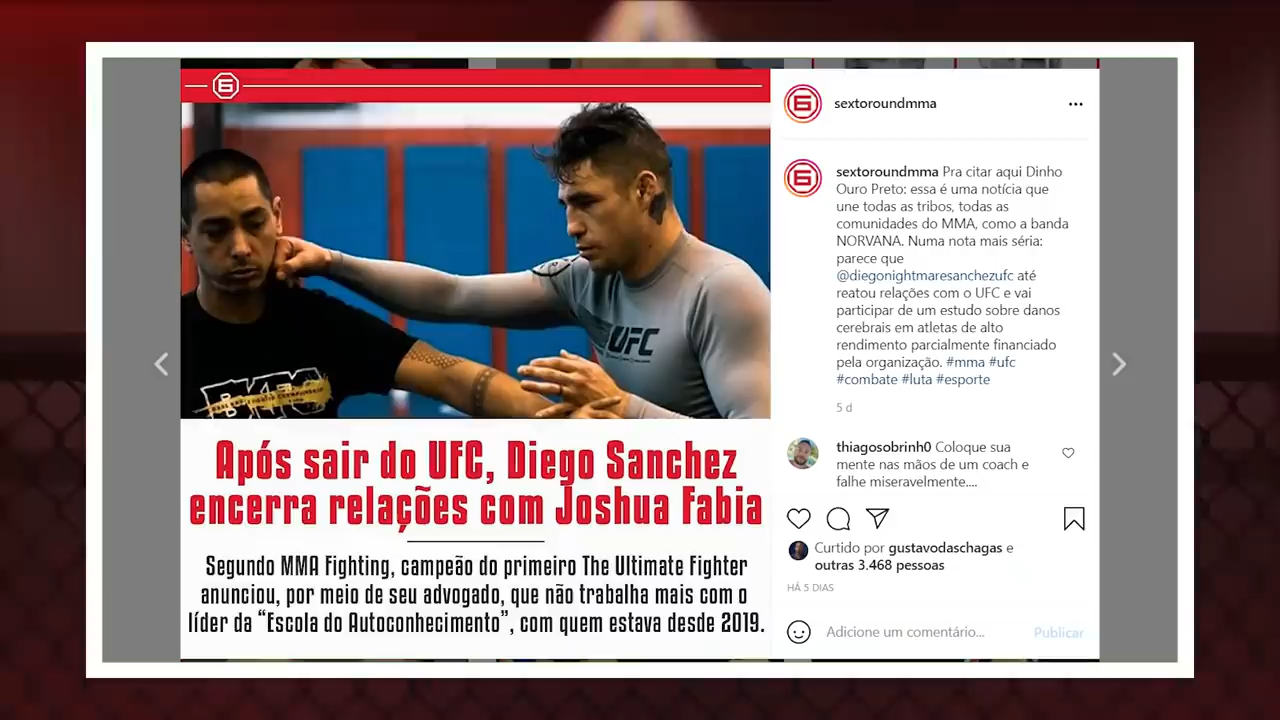 6
UFC
Após sair do UFC, Diego Sanchez
encerra relações com Joshua Fabia
Segundo MMA Fighting, campeão do primeiro The Ultimate Fighter
anunciou, por meio de seu advogado, que não trabalha mais com o
líder da “Escola do Autoconhecimento”, com quem estava desde 2019.
6 sextoroundmma
6
sextoroundmma Pra citar aqui Dinho
Ouro Preto: essa é uma notícia que
une todas as tribos, todas as
comunidades do MMA, como a banda
NORVANA. Numa nota mais séria:
parece que
@diegonightmaresanchezufc até
reatou relações com o UFC e vai
participar de um estudo sobre danos
cerebrais em atletas de alto
rendimento parcialmente financiado
pela organização. #mma #ufc
#combate #luta #esporte
5 d
thiagosobrinh0 Coloque sua
mente nas mãos de um coach e
falhe miseravelmente....
Curtido por gustavodaschagas e
outras 3.468 pessoas
HÁ 5 DIAS
Adicione um comentário...
Publicar